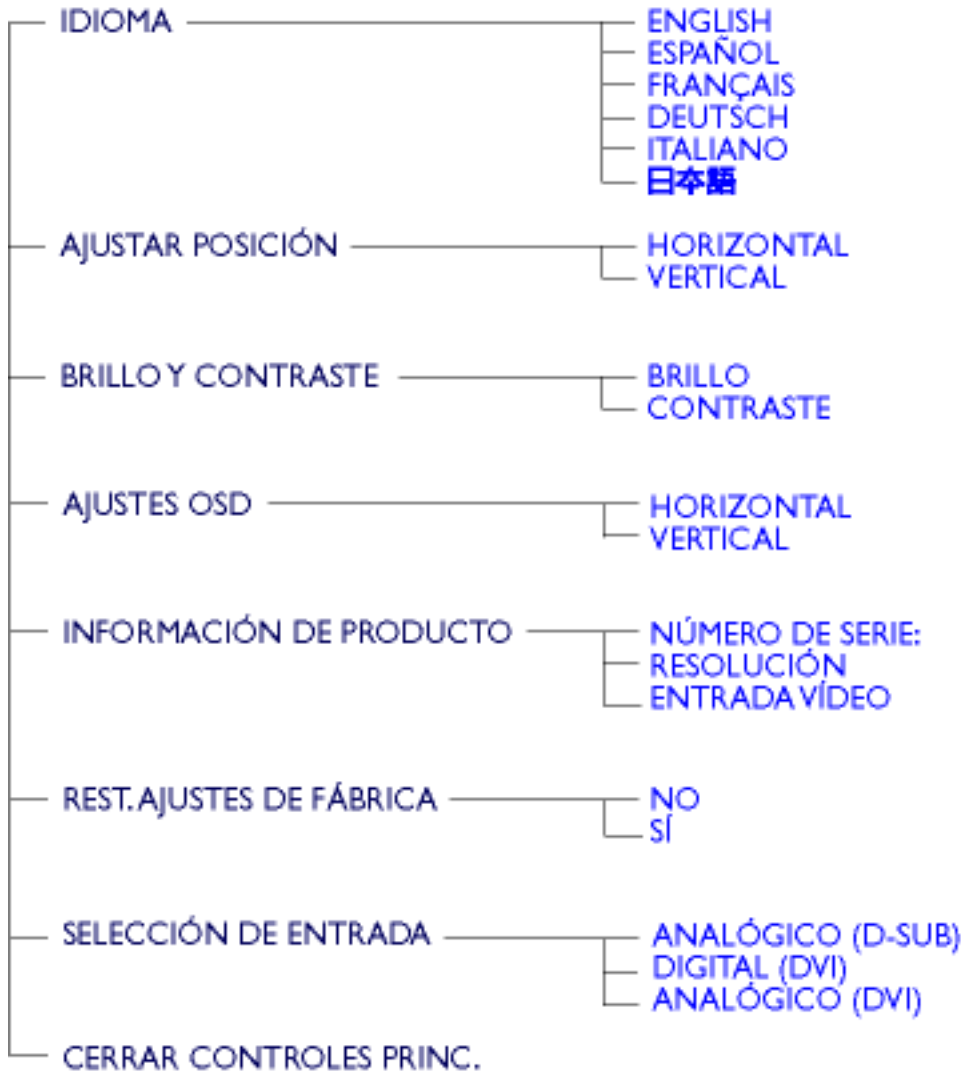 IDIOMA
ENGLISH
ESPAÑOL
FRANÇAIS
DEUTSCH
ITALIANO
日本語
AJUSTAR POSICIÓN
HORIZONTAL
VERTICAL
BRILLO Y CONTRASTE
BRILLO
CONTRASTE
AJUSTES OSD
HORIZONTAL
VERTICAL
INFORMACIÓN DE PRODUCTO
NÚMERO DE SERIE:
RESOLUCIÓN
ENTRADA VÍDEO
REST. AJUSTES DE FÁBRICA
NO
SÍ
SELECCIÓN DE ENTRADA
ANALÓGICO (D-SUB)
DIGITAL (DVI)
ANALÓGICO (DVI)
CERRAR CONTROLES PRINC.